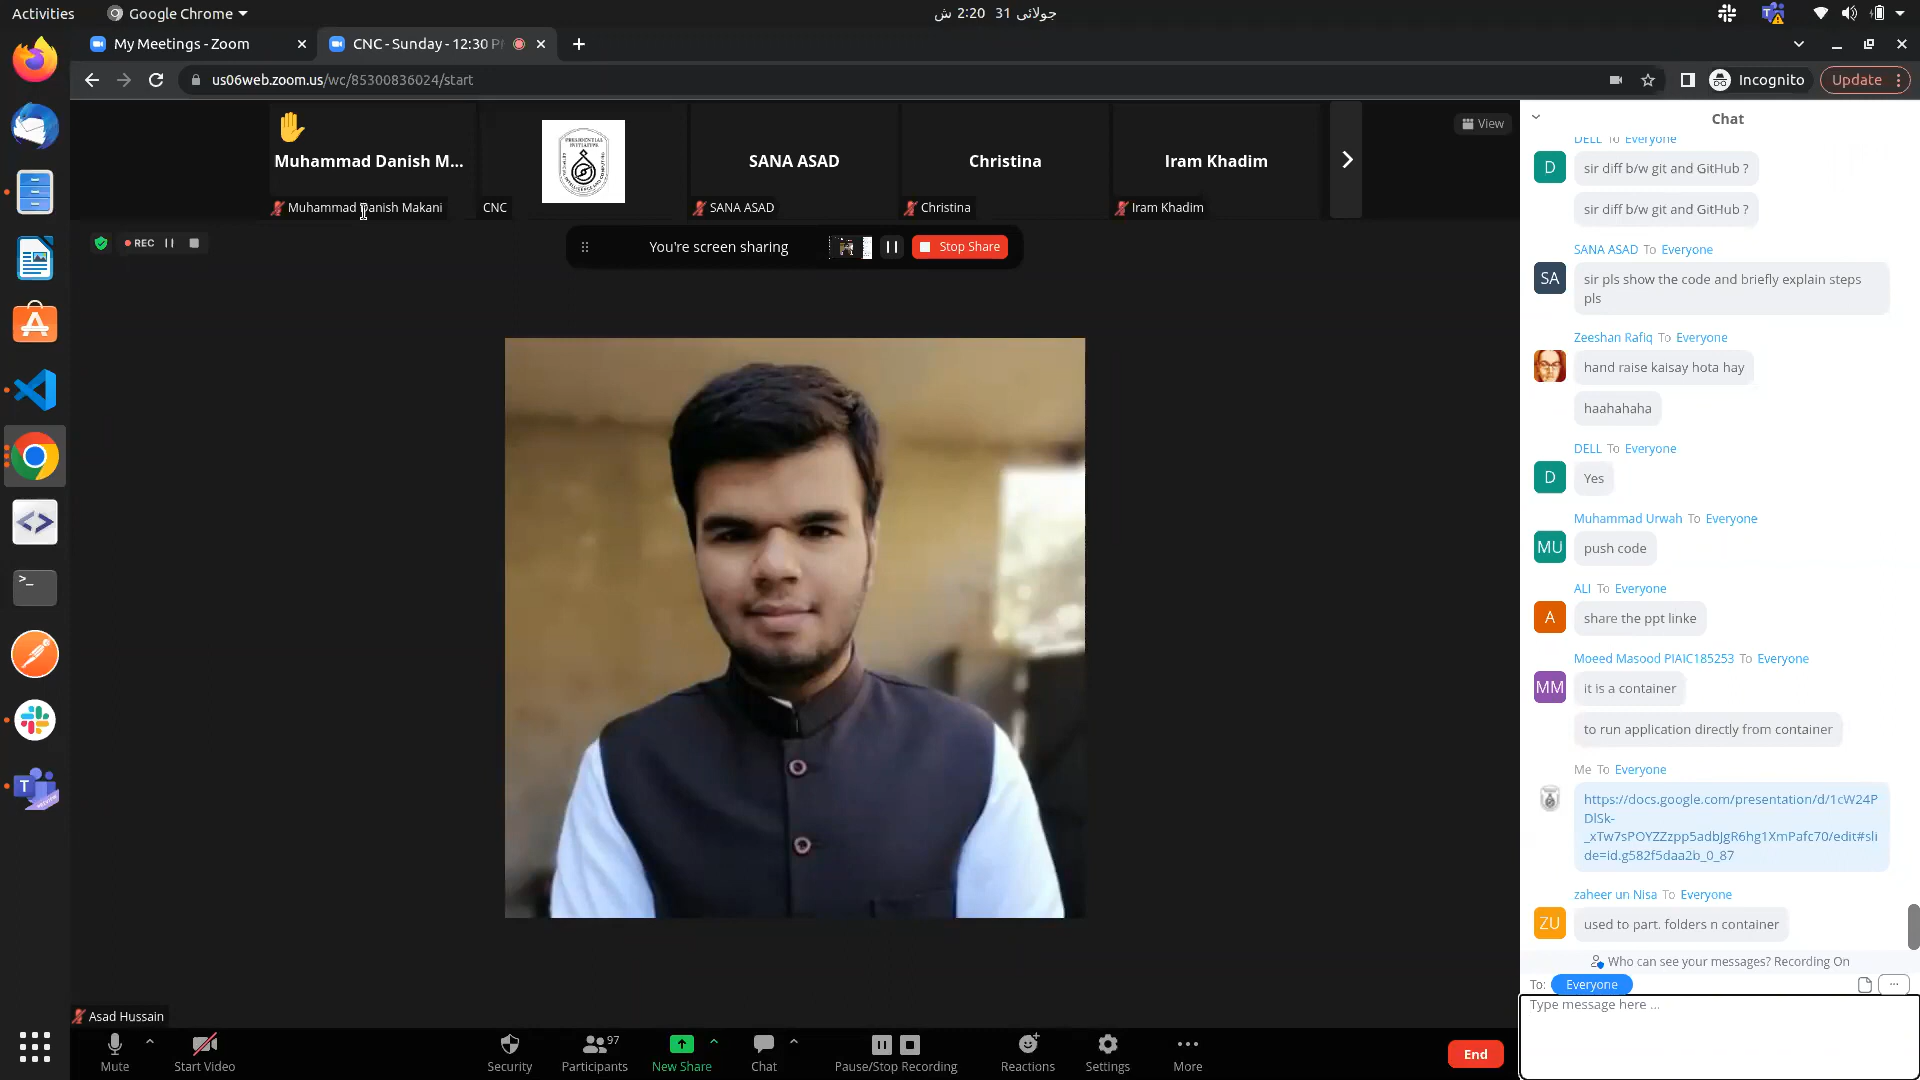 Activities
Google Chrome
جولائی 31  2:20 ش
My Meetings - Zoom
CNC - Sunday - 12:30 P
us06web.zoom.us/wc/85300836024/start
Incognito
Update
Muhammad Danish M...
Muhammad Danish Makani
CNC
SANA ASAD
SANA ASAD
Christina
Christina
Iram Khadim
Iram Khadim
View
REC
You're screen sharing
Stop Share
Chat
DELL To Everyone
D
sir diff b/w git and GitHub ?
sir diff b/w git and GitHub ?
SANA ASAD To Everyone
SA
sir pls show the code and briefly explain steps
pls
Zeeshan Rafiq To Everyone
hand raise kaisay hota hay
haahahaha
DELL To Everyone
D
Yes
Muhammad Urwah To Everyone
MU
push code
ALI To Everyone
A
share the ppt linke
Moeed Masood PIAIC185253 To Everyone
MM
it is a container
to run application directly from container
Me To Everyone
https://docs.google.com/presentation/d/1cW24P
DlSk-
_xTw7sPOYZZzpp5adbJgR6hg1XmPafc70/edit#sli
de=id.g582f5daa2b_0_87
zaheer un Nisa To Everyone
ZU
used to part. folders n container
Who can see your messages? Recording On
To: Everyone
Type message here ...
Asad Hussain
Mute
Start Video
Security
Participants
97
New Share
Chat
Pause/Stop Recording
Reactions
Settings
More
End